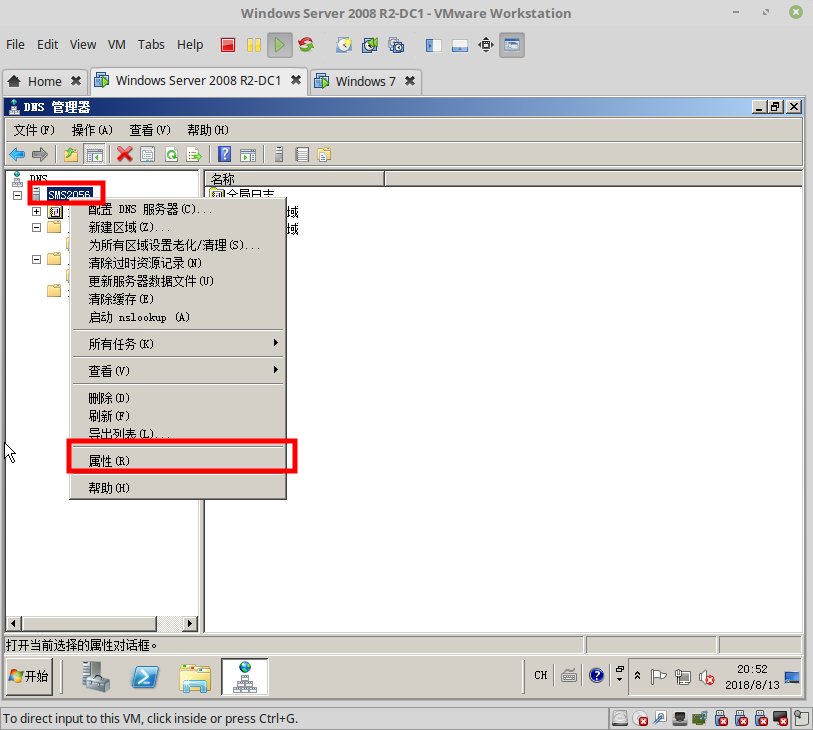 Windows Server 2008 R2-DC1 - VMware Workstation
File Edit View VM Tabs Help
Home Windows Server 2008 R2-DC1 Windows 7
DNS 管理器
文件(F) 操作(A) 查看(V) 帮助(H)
DNS
名称
SMS2056
全局日志
配置 DNS 服务器(C)...
域
新建区域(Z)...
域
为所有区域设置老化/清理(S)...
清除过时资源记录(N)
更新服务器数据文件(U)
清除缓存(E)
启动 nslookup (A)
所有任务(K)
查看(V)
删除(D)
刷新(F)
导出列表(L)...
属性(R)
帮助(H)
打开当前选择的属性对话框。
开始
CH
20:52
2018/8/13
To direct input to this VM, click inside or press Ctrl+G.